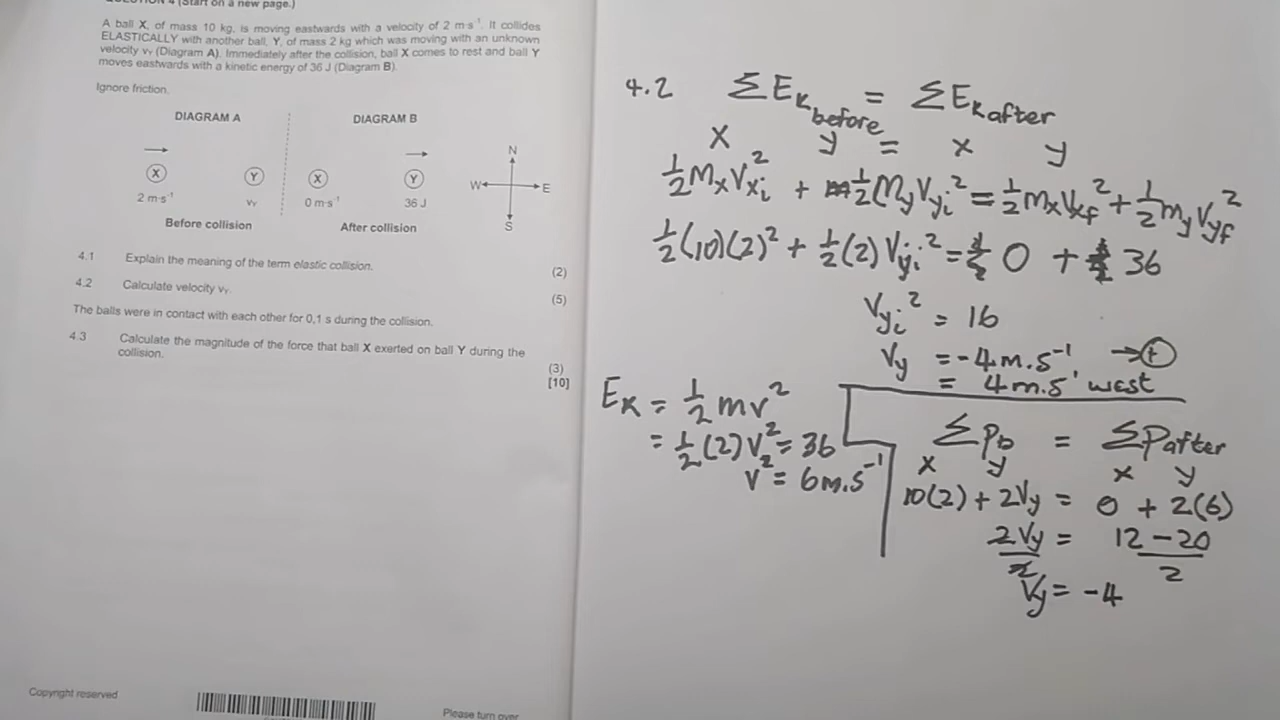 QUESTION 4 (Start on a new page.)
A ball X, of mass 10 kg, is moving eastwards with a velocity of 2 m·s⁻¹. It collides
ELASTICALLY with another ball, Y, of mass 2 kg which was moving with an unknown
velocity vY (Diagram A). Immediately after the collision, ball X comes to rest and ball Y
moves eastwards with a kinetic energy of 36 J (Diagram B).
Ignore friction.
DIAGRAM A
DIAGRAM B
X
Y
X
Y
2 m·s⁻¹
vY
0 m·s⁻¹
36 J
N
W
E
S
Before collision
After collision
4.1 Explain the meaning of the term elastic collision. (2)
4.2 Calculate velocity vY. (5)
The balls were in contact with each other for 0,1 s during the collision.
4.3 Calculate the magnitude of the force that ball X exerted on ball Y during the
collision. (3)
[10]
Copyright reserved
Please turn over
4.2 ΣEK before = ΣEK after
x y = x y
½MxVxi² + ½MyVyi² = ½MxVxf² + ½myVyf²
½(10)(2)² + ½(2)Vyi² = 0 + 36
Vyi² = 16
Vy = -4m.s⁻¹ → +
= 4m.s⁻¹ west
EK = ½mv²
= ½(2)V² = 36
V = 6m.s⁻¹
ΣPb = ΣPafter
x y x y
10(2) + 2Vy = 0 + 2(6)
2Vy/2 = 12 - 20/2
Vy = -4